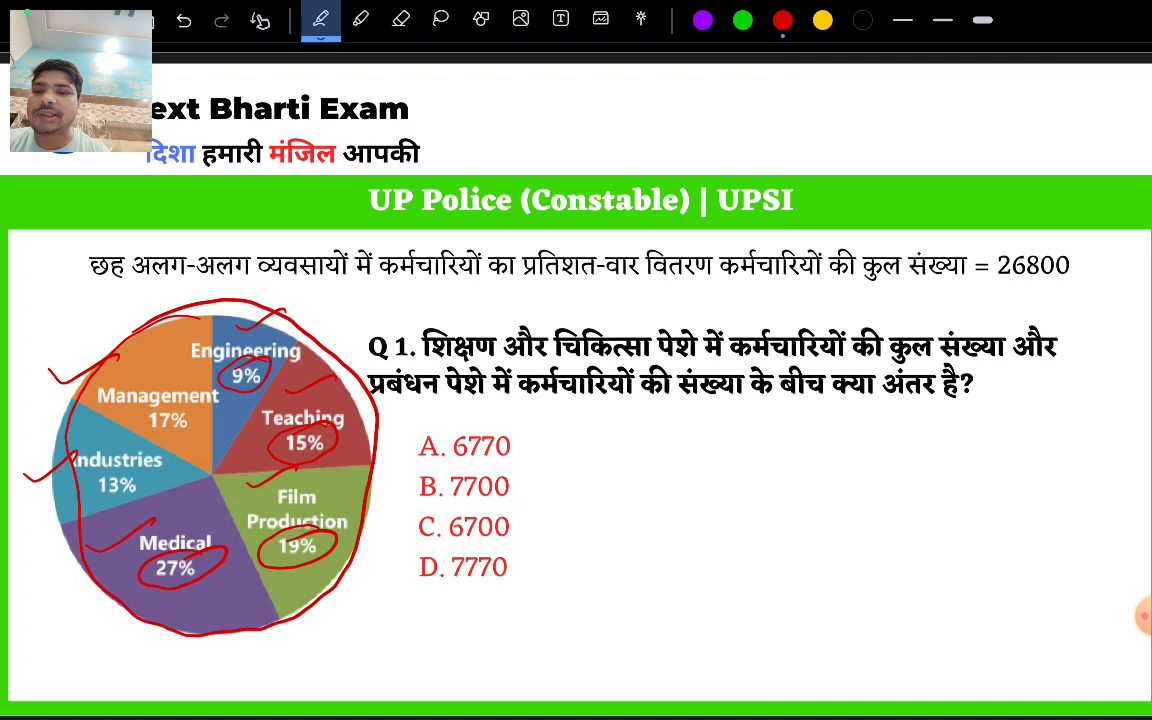 ext Bharti Exam
दिशा हमारी मंजिल आपकी
UP Police (Constable) | UPSI
छह अलग-अलग व्यवसायों में कर्मचारियों का प्रतिशत-वार वितरण कर्मचारियों की कुल संख्या = 26800
Q 1. शिक्षण और चिकित्सा पेशे में कर्मचारियों की कुल संख्या और
प्रबंधन पेशे में कर्मचारियों की संख्या के बीच क्या अंतर है?
Engineering
9%
Teaching
15%
Film
Production
19%
Medical
27%
Industries
13%
Management
17%
A. 6770
B. 7700
C. 6700
D. 7770